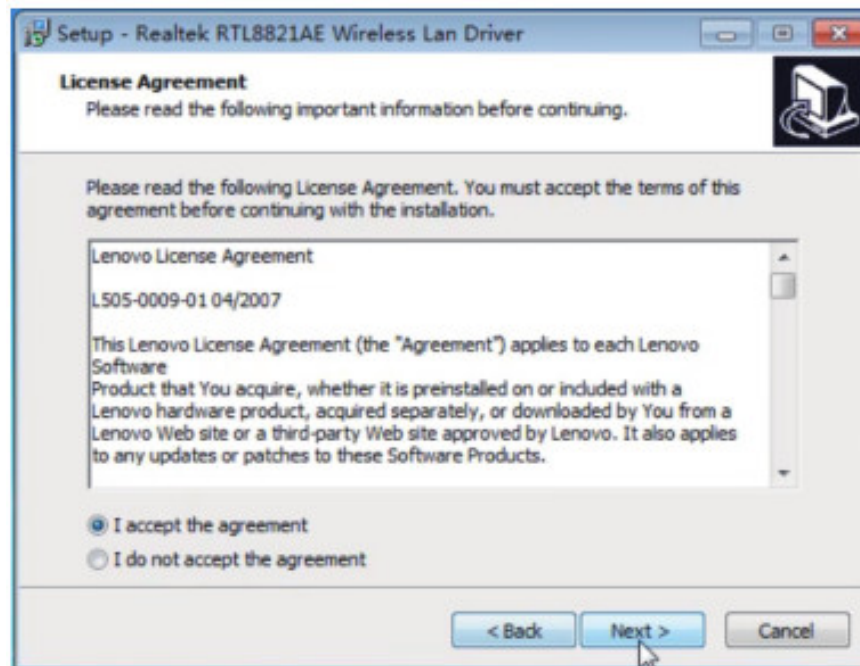 Setup - Realtek RTL8821AE Wireless Lan Driver
License Agreement
Please read the following important information before continuing.
Please read the following License Agreement. You must accept the terms of this
agreement before continuing with the installation.
Lenovo License Agreement
L505-0009-01 04/2007
This Lenovo License Agreement (the "Agreement") applies to each Lenovo
Software
Product that You acquire, whether it is preinstalled on or included with a
Lenovo hardware product, acquired separately, or downloaded by You from a
Lenovo Web site or a third-party Web site approved by Lenovo. It also applies
to any updates or patches to these Software Products.
I accept the agreement
I do not accept the agreement
< Back Next > Cancel